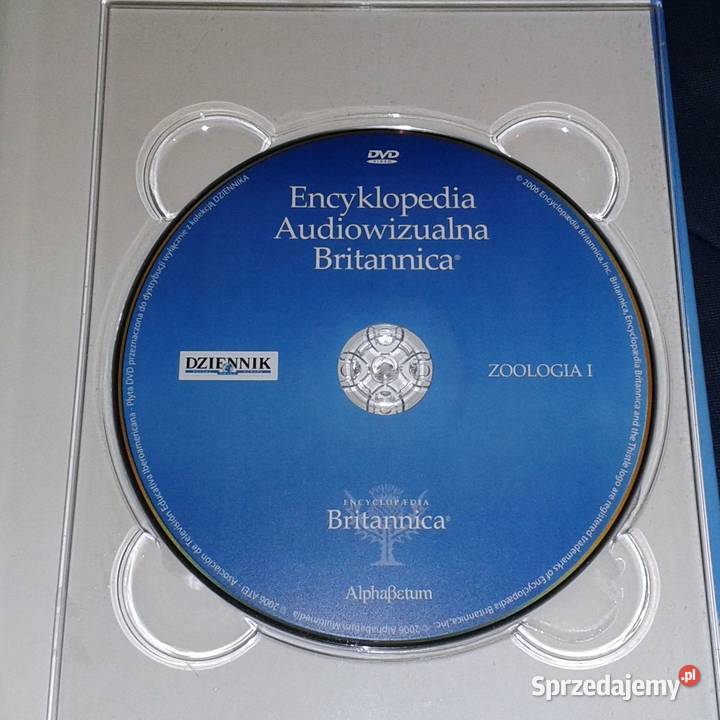 DVD
VIDEO
Encyklopedia
Audiowizualna
Britannica®
DZIENNIK
ZOOLOGIA I
ENCYCLOPÆDIA
Britannica®
Alphaβetum
© 2006 Encyclopædia Britannica, Inc. Britannica, Encyclopædia Britannica and the Thistle logo are registered trademarks of Encyclopædia Britannica, Inc.
© 2006 Alphabetum Multimedia
© 2006 ATEI - Asociación de Televisión Educativa Iberoamericana - Płyta DVD przeznaczona do dystrybucji wyłącznie z kolekcją DZIENNIKA
Sprzedajemy.pl